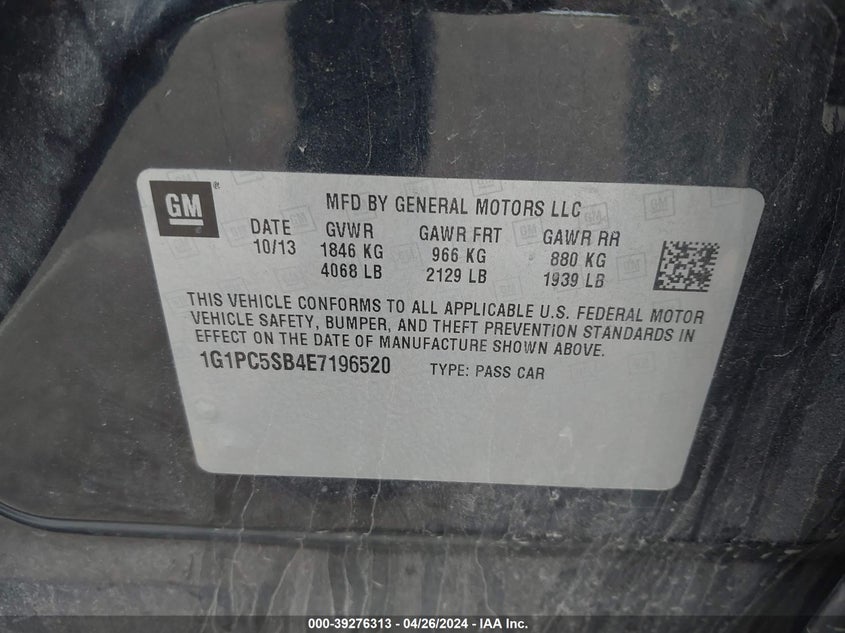 GM ®
MFD BY GENERAL MOTORS LLC
DATE GVWR GAWR FRT GAWR RR
10/13 1846 KG 966 KG 880 KG
4068 LB 2129 LB 1939 LB
THIS VEHICLE CONFORMS TO ALL APPLICABLE U.S. FEDERAL MOTOR
VEHICLE SAFETY, BUMPER, AND THEFT PREVENTION STANDARDS IN
EFFECT ON THE DATE OF MANUFACTURE SHOWN ABOVE.
1G1PC5SB4E7196520 TYPE: PASS CAR
000-39276313 - 04/26/2024 - IAA Inc.